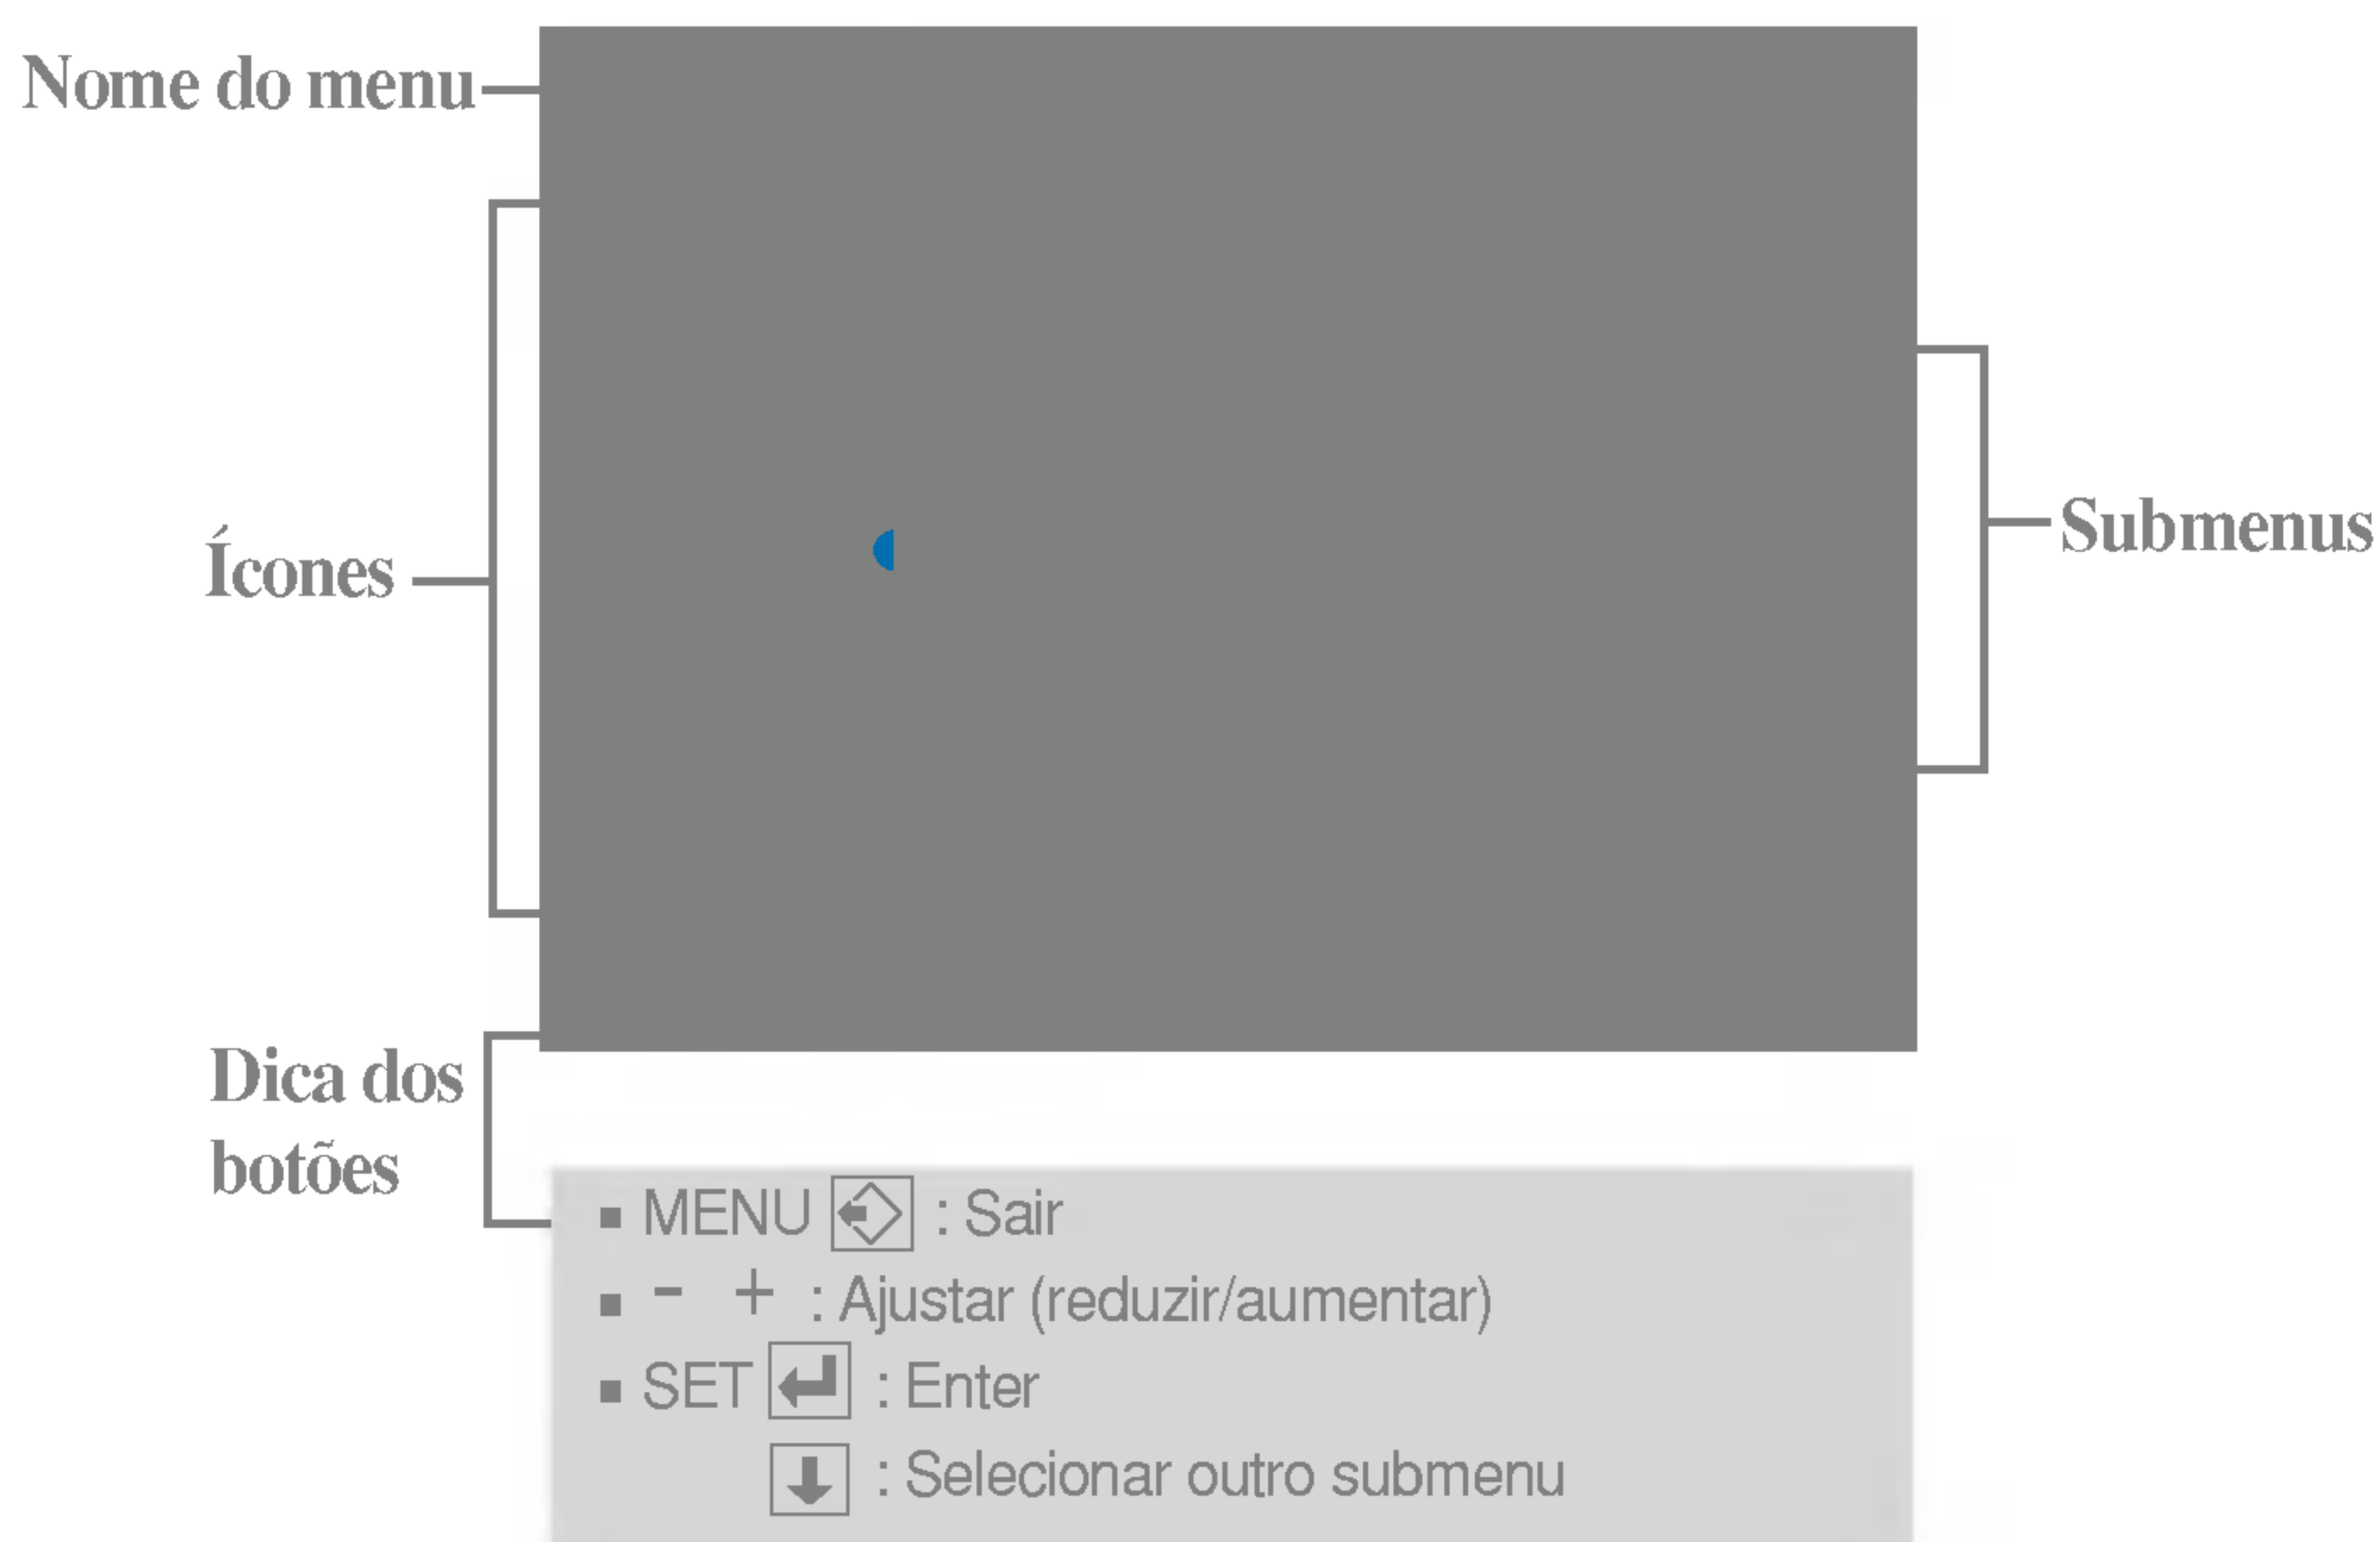 Nome do menu
Ícones
Submenus
Dica dos
botões
■ MENU : Sair
■ - + : Ajustar (reduzir/aumentar)
■ SET : Enter
: Selecionar outro submenu